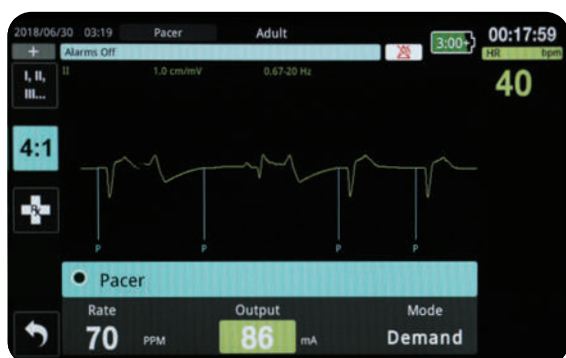 2018/06/30 03:19 Pacer Adult 3:00+ 00:17:59
+ Alarms Off HR bpm
I, II, III... II 1.0 cm/mV 0.67-20 Hz 40
4:1
Rx
P P P P
Pacer
Rate Output Mode
70 PPM 86 mA Demand